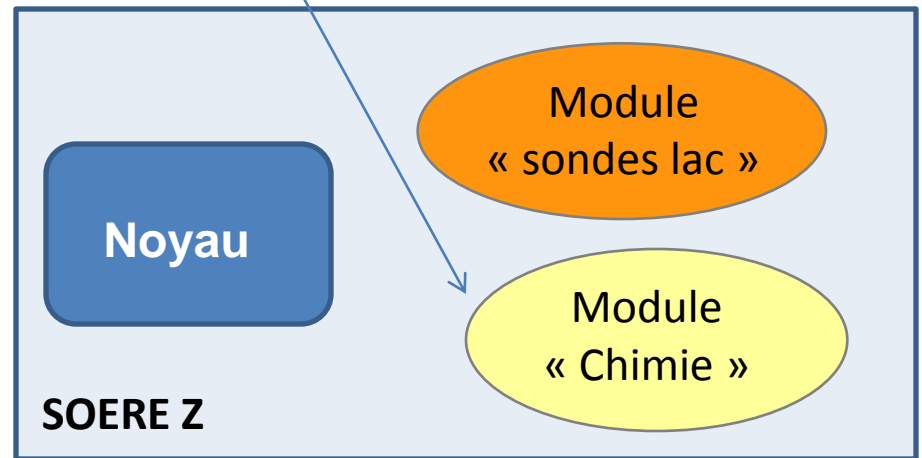 Module
« sondes lac »
Noyau
Module
« Chimie »
SOERE Z